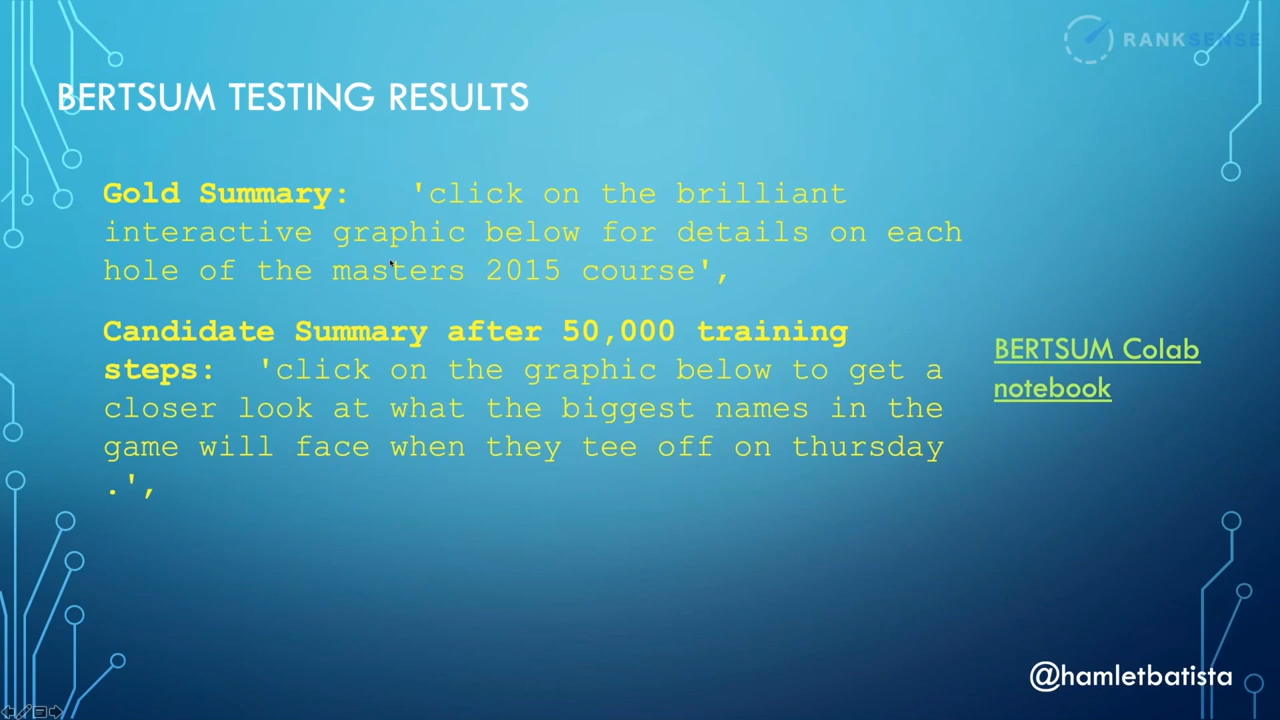 RANKSENSE
BERTSUM TESTING RESULTS
Gold Summary: 'click on the brilliant
interactive graphic below for details on each
hole of the masters 2015 course',
Candidate Summary after 50,000 training
steps: 'click on the graphic below to get a
closer look at what the biggest names in the
game will face when they tee off on thursday
.',
BERTSUM Colab
notebook
@hamletbatista